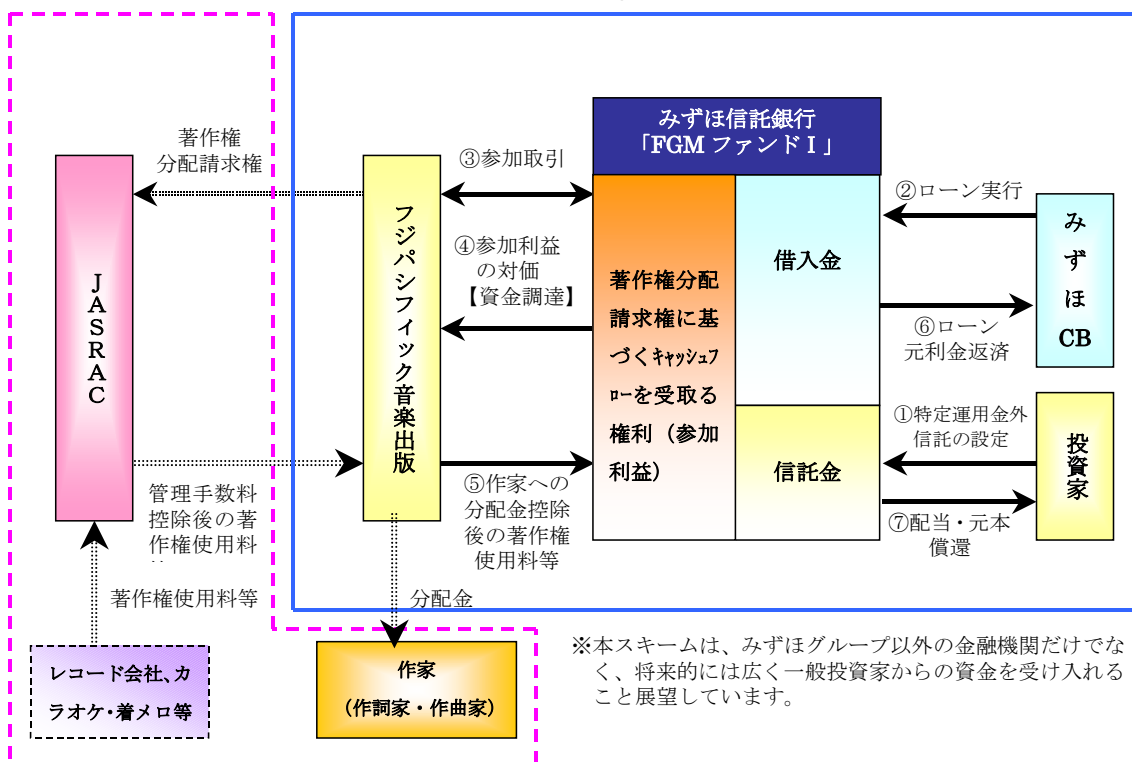 みずほ信託銀行
「FGM ファンドⅠ」
著作権
分配請求権
③参加取引
②ローン実行
JASRAC
フジパシフィック音楽出版
④参加利益
の対価
【資金調達】
著作権分配
請求権に基
づくｷｬｯｼｭﾌ
ﾛｰを受取る
権利（参加
利益）
借入金
みずほ
CB
⑥ローン
元利金返済
①特定運用金外
信託の設定
信託金
投資家
管理手数料
控除後の著
作権使用料
⑤作家への
分配金控除
後の著作権
使用料等
⑦配当・元本
償還
著作権使用料等
分配金
レコード会社、カ
ラオケ・着メロ等
作家
（作詞家・作曲家）
※本スキームは、みずほグループ以外の金融機関だけでな
く、将来的には広く一般投資家からの資金を受け入れる
こと展望しています。